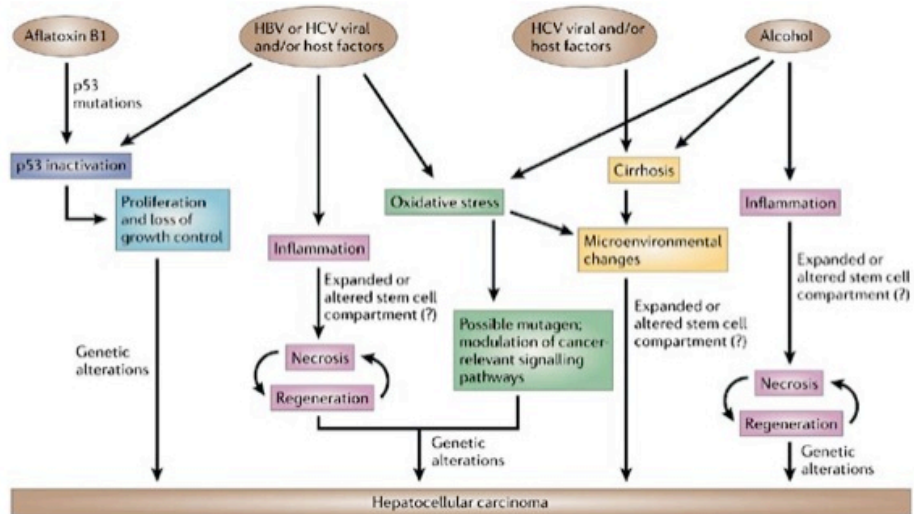 Aflatoxin B1
HBV or HCV viral
and/or host factors
HCV viral and/or
host factors
Alcohol
p53
mutations
p53 inactivation
Proliferation
and loss of
growth control
Genetic
alterations
Inflammation
Expanded or
altered stem cell
compartment (?)
Necrosis
Regeneration
Oxidative stress
Possible mutagen;
modulation of cancer-
relevant signalling
pathways
Genetic
alterations
Cirrhosis
Microenvironmental
changes
Expanded or
altered stem cell
compartment (?)
Inflammation
Expanded or
altered stem cell
compartment (?)
Necrosis
Regeneration
Genetic
alterations
Hepatocellular carcinoma